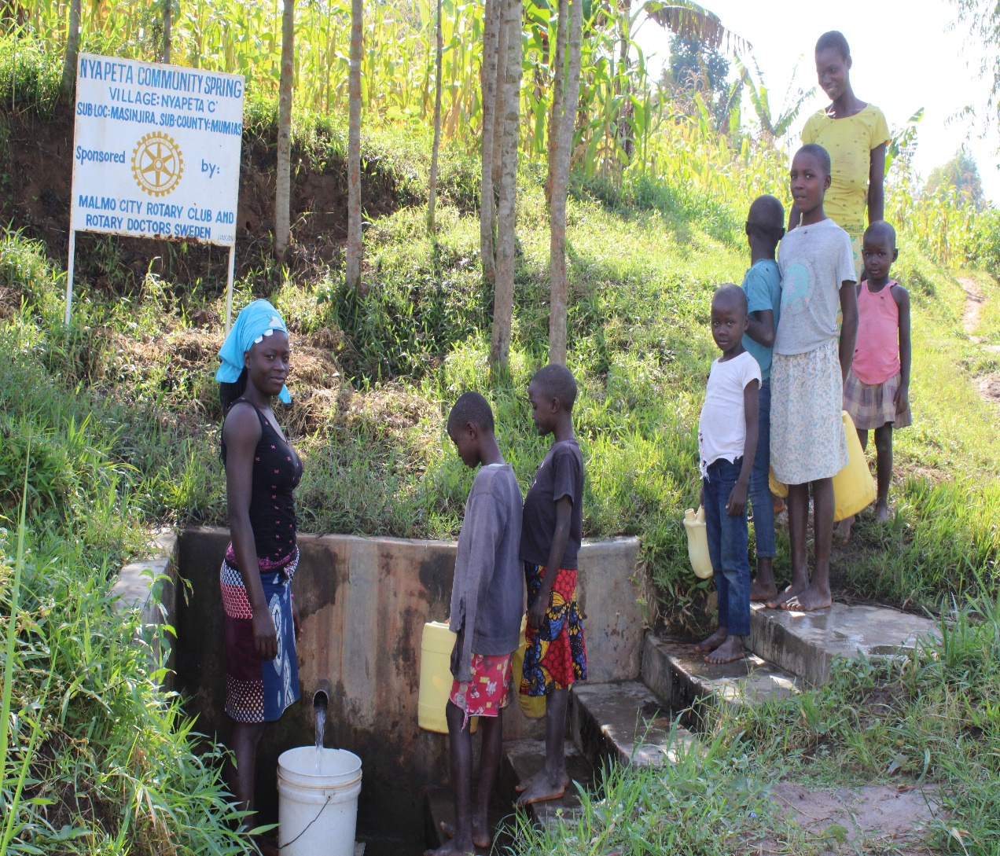 NYAPETA COMMUNITY SPRING
VILLAGE: NYAPETA 'C'
SUB-LOC: MASINJIRA, SUB-COUNTY: MUMIAS
Sponsored by:
MALMO CITY ROTARY CLUB AND
ROTARY DOCTORS SWEDEN